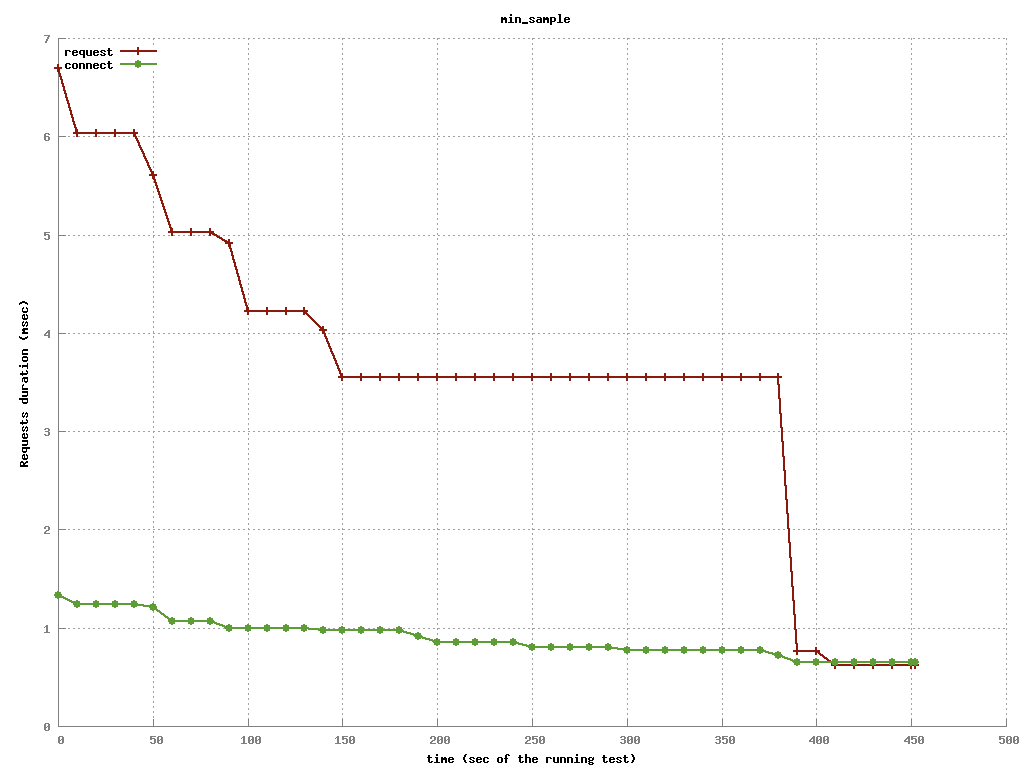 min_sample
request
connect
7
6
5
4
3
2
1
0
Requests duration (msec)
0 50 100 150 200 250 300 350 400 450 500
time (sec of the running test)